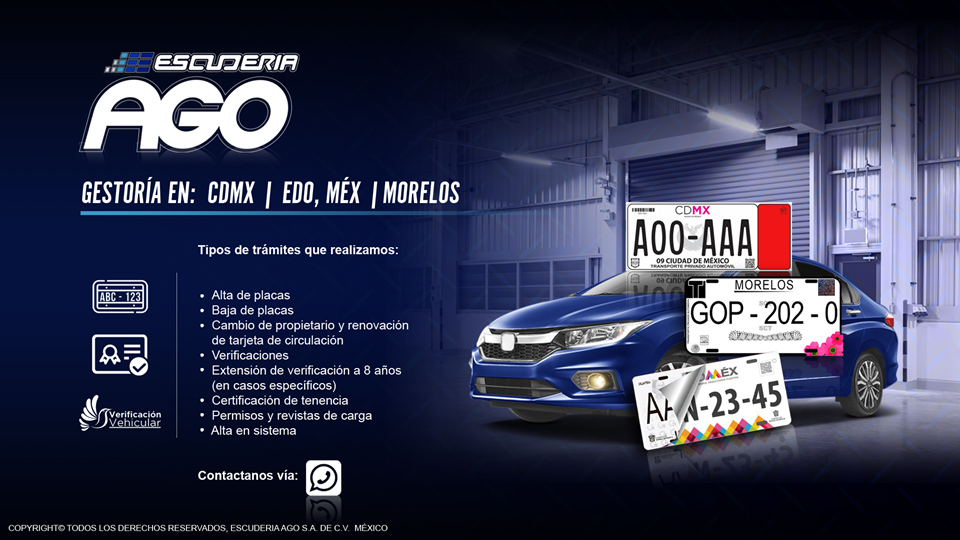 ESCUDERIA
AGO
GESTORÍA EN: CDMX | EDO, MÉX | MORELOS
Tipos de trámites que realizamos:
ABC - 123
Verificación
Vehicular
• Alta de placas
• Baja de placas
• Cambio de propietario y renovación
de tarjeta de circulación
• Verificaciones
• Extensión de verificación a 8 años
(en casos específicos)
• Certificación de tenencia
• Permisos y revistas de carga
• Alta en sistema
Contactanos vía:
CDMX
A00-AAA
09 CIUDAD DE MÉXICO
TRANSPORTE PRIVADO AUTOMÓVIL
MORELOS
GOP - 202 - 0
SCT
MÉX
N-23-45
COPYRIGHT© TODOS LOS DERECHOS RESERVADOS, ESCUDERIA AGO S.A. DE C.V. MÉXICO